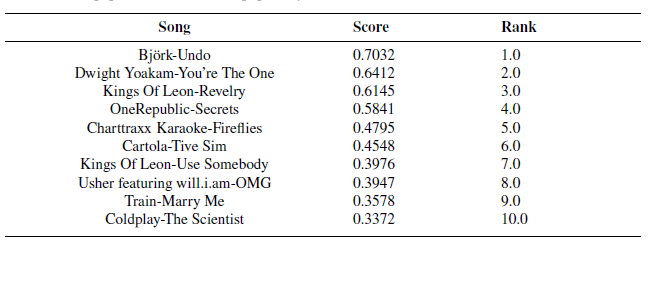 Song Score Rank
Björk-Undo 0.7032 1.0
Dwight Yoakam-You’re The One 0.6412 2.0
Kings Of Leon-Revelry 0.6145 3.0
OneRepublic-Secrets 0.5841 4.0
Charttraxx Karaoke-Fireflies 0.4795 5.0
Cartola-Tive Sim 0.4548 6.0
Kings Of Leon-Use Somebody 0.3976 7.0
Usher featuring will.i.am-OMG 0.3947 8.0
Train-Marry Me 0.3578 9.0
Coldplay-The Scientist 0.3372 10.0